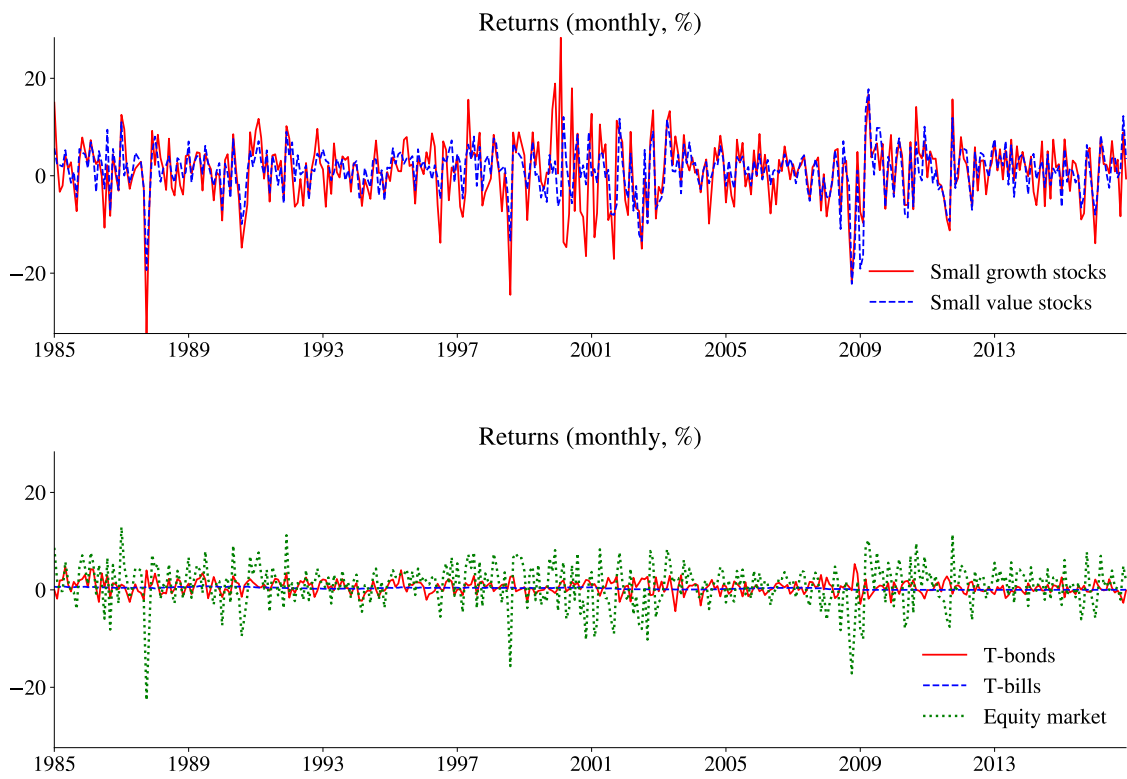 Returns (monthly, %)
20
0
−20
Small growth stocks
Small value stocks
1985 1989 1993 1997 2001 2005 2009 2013
Returns (monthly, %)
20
0
−20
T-bonds
T-bills
Equity market
1985 1989 1993 1997 2001 2005 2009 2013